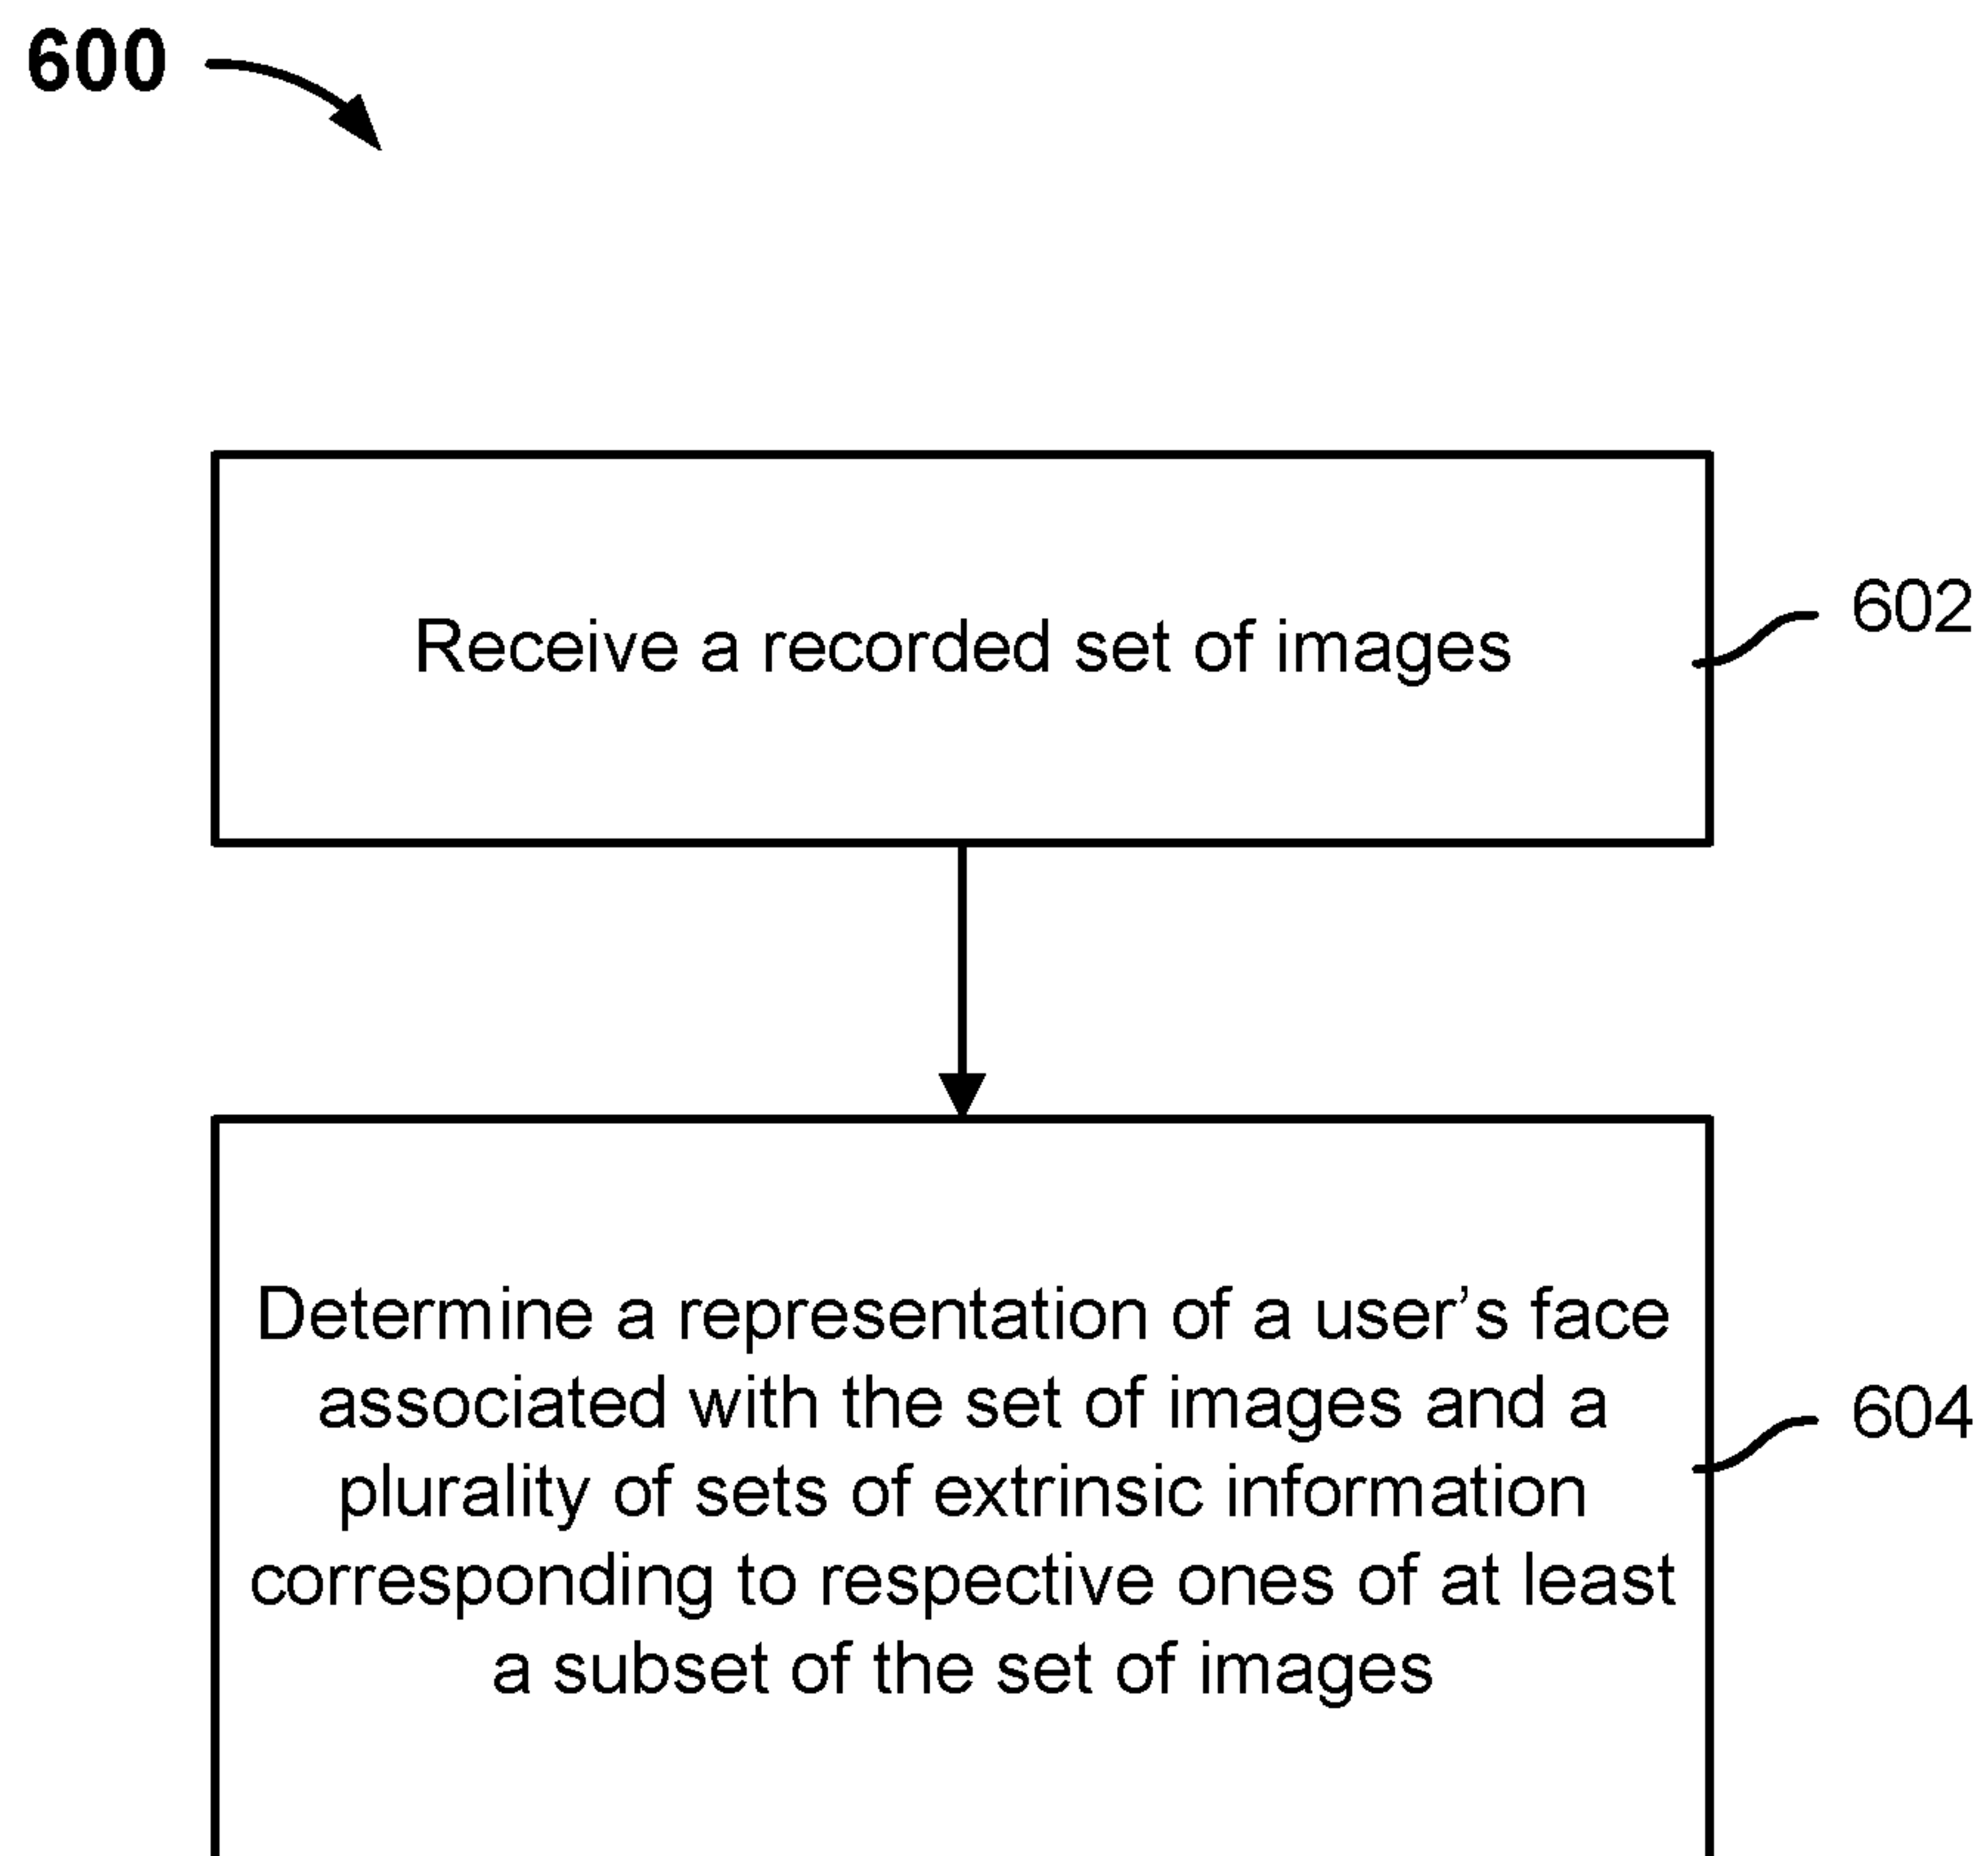 600
Receive a recorded set of images
602
Determine a representation of a user’s face
associated with the set of images and a
plurality of sets of extrinsic information
corresponding to respective ones of at least
a subset of the set of images
604